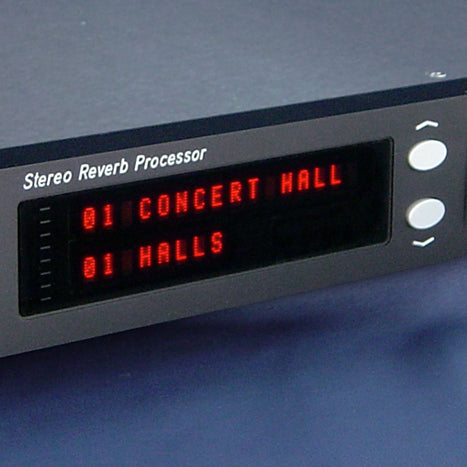 Stereo Reverb Processor
01 CONCERT HALL
01 HALLS